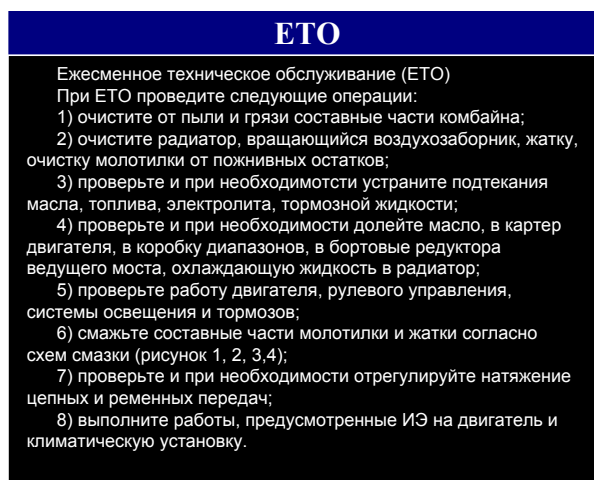 ЕТО
Ежесменное техническое обслуживание (ЕТО)
При ЕТО проведите следующие операции:
1) очистите от пыли и грязи составные части комбайна;
2) очистите радиатор, вращающийся воздухозаборник, жатку,
очистку молотилки от пожнивных остатков;
3) проверьте и при необходимотсти устраните подтекания
масла, топлива, электролита, тормозной жидкости;
4) проверьте и при необходимости долейте масло, в картер
двигателя, в коробку диапазонов, в бортовые редуктора
ведущего моста, охлаждающую жидкость в радиатор;
5) проверьте работу двигателя, рулевого управления,
системы освещения и тормозов;
6) смажьте составные части молотилки и жатки согласно
схем смазки (рисунок 1, 2, 3,4);
7) проверьте и при необходимости отрегулируйте натяжение
цепных и ременных передач;
8) выполните работы, предусмотренные ИЭ на двигатель и
климатическую установку.